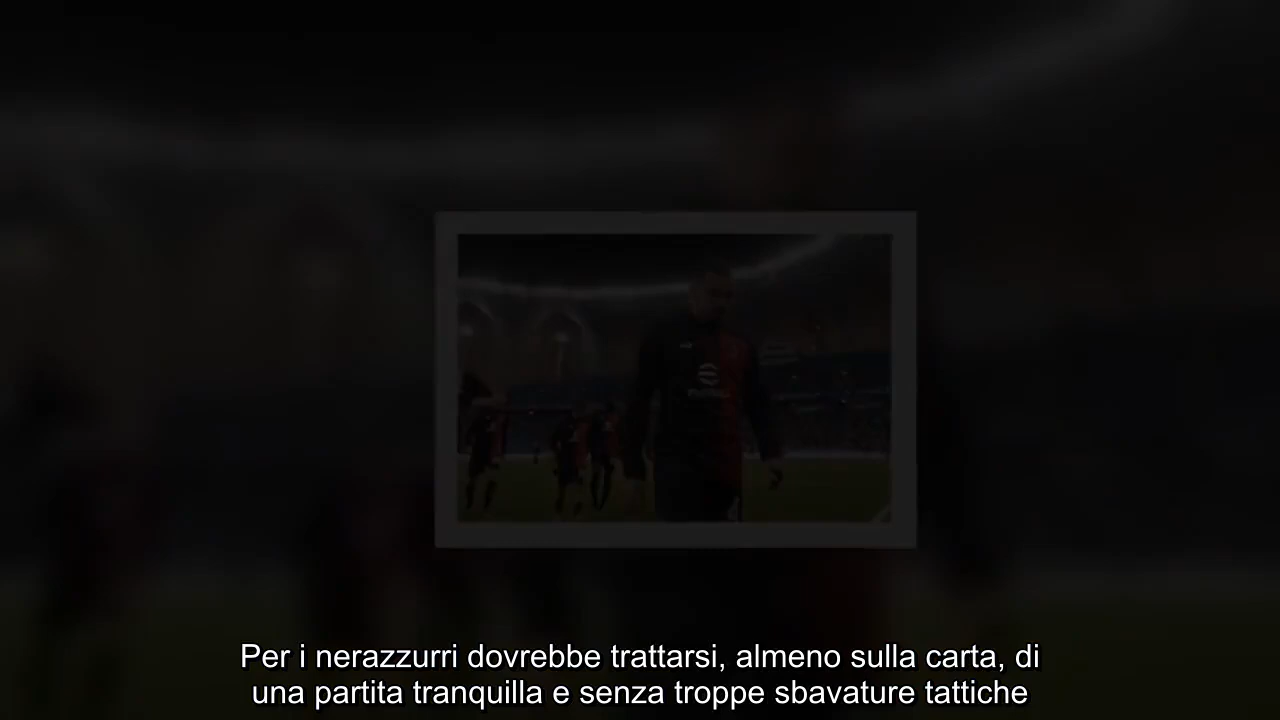 Per i nerazzurri dovrebbe trattarsi, almeno sulla carta, di
una partita tranquilla e senza troppe sbavature tattiche